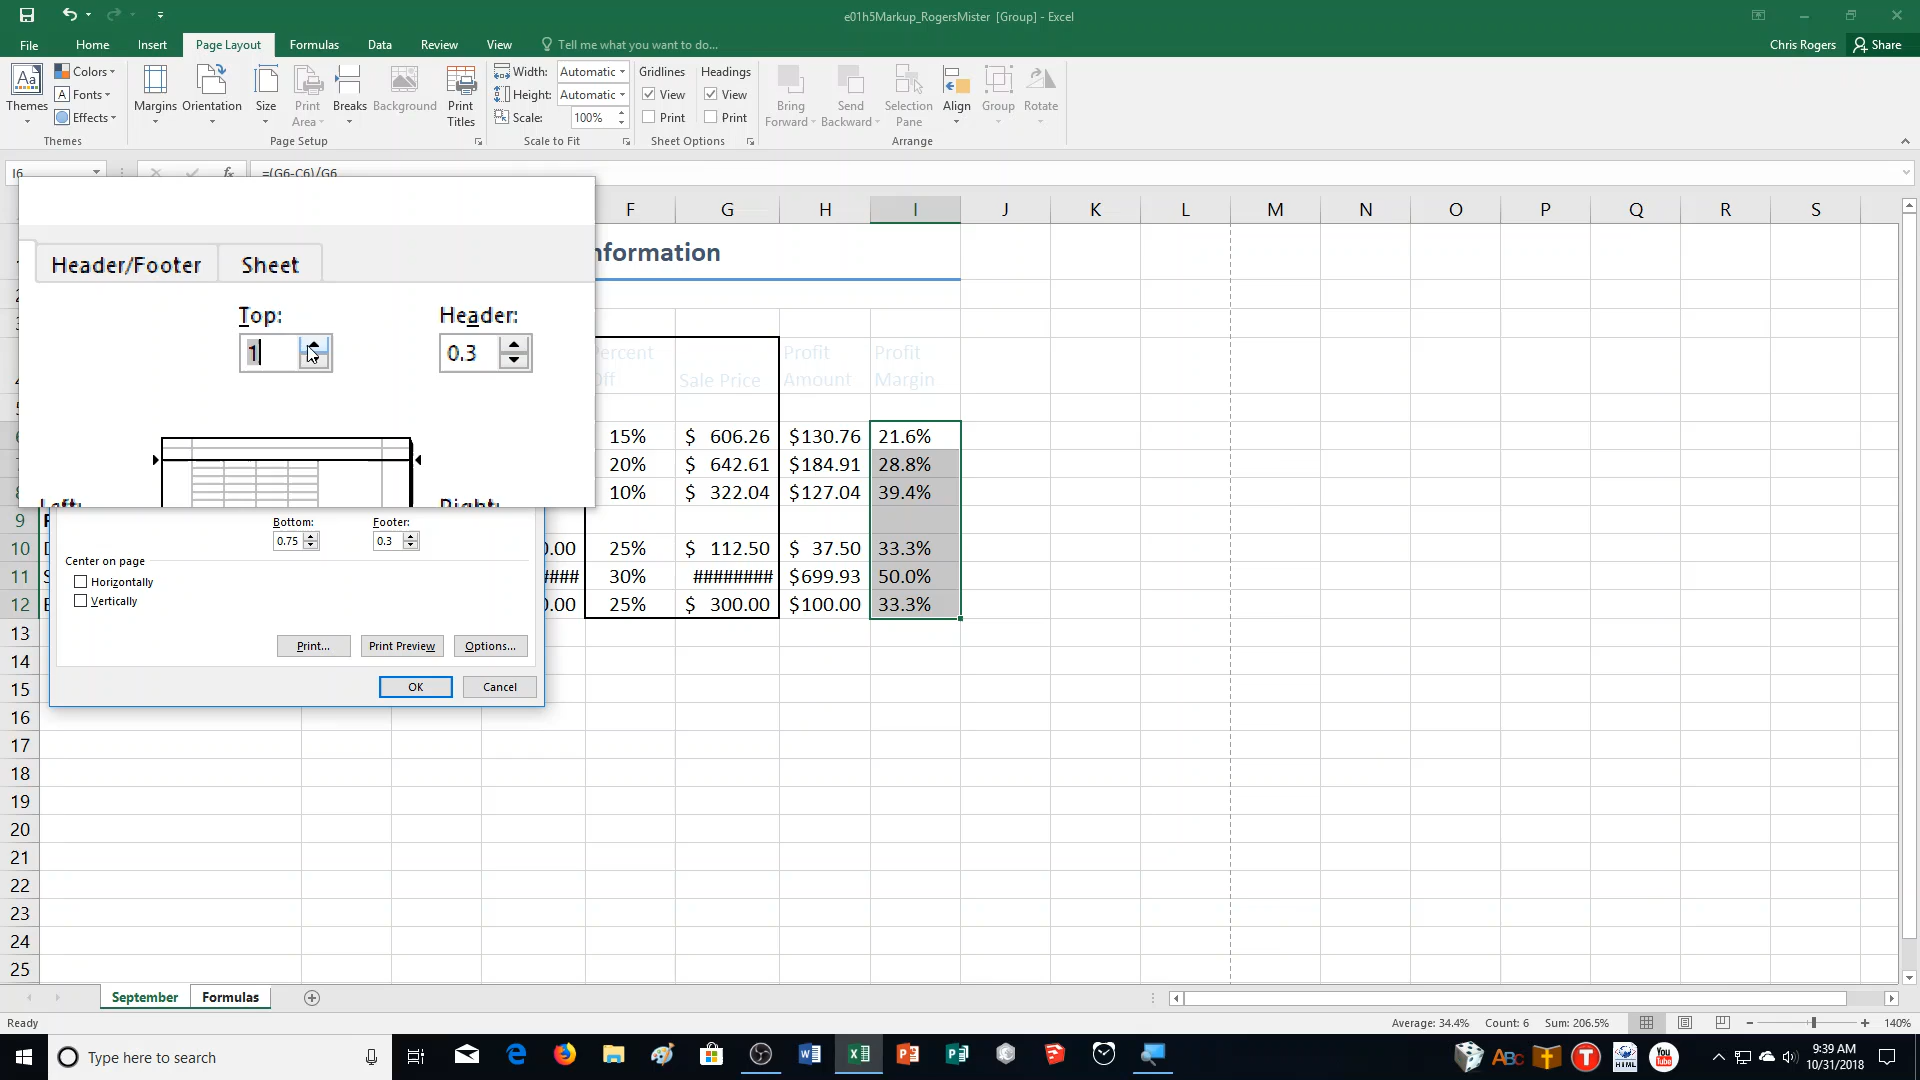 e01h5Markup_RogersMister [Group] - Excel
File Home Insert Page Layout Formulas Data Review View Tell me what you want to do... Chris Rogers Share
Colors Width: Automatic Gridlines Headings
Aa Fonts Height: Automatic View View
Themes Effects Margins Orientation Size Print Area Breaks Background Print Titles Scale: 100% Print Print Bring Forward Send Backward Selection Pane Align Group Rotate
Themes Page Setup Scale to Fit Sheet Options Arrange
I6 fx =(G6-C6)/G6
F G H I J K L M N O P Q R S
nformation
Header/Footer Sheet
Top: Header:
1 0.3
Left: Right:
Percent Off Sale Price Profit Amount Profit Margin
15% $ 606.26 $130.76 21.6%
20% $ 642.61 $184.91 28.8%
10% $ 322.04 $127.04 39.4%
9
10 .00 25% $ 112.50 $ 37.50 33.3%
11 #### 30% ######## $699.93 50.0%
12 .00 25% $ 300.00 $100.00 33.3%
Bottom: Footer:
0.75 0.3
Center on page
Horizontally
Vertically
Print... Print Preview Options...
OK Cancel
13
14
15
16
17
18
19
20
21
22
23
24
25
September Formulas
Ready Average: 34.4% Count: 6 Sum: 206.5% 140%
Type here to search
ABC T HTML You Tube
9:39 AM
10/31/2018